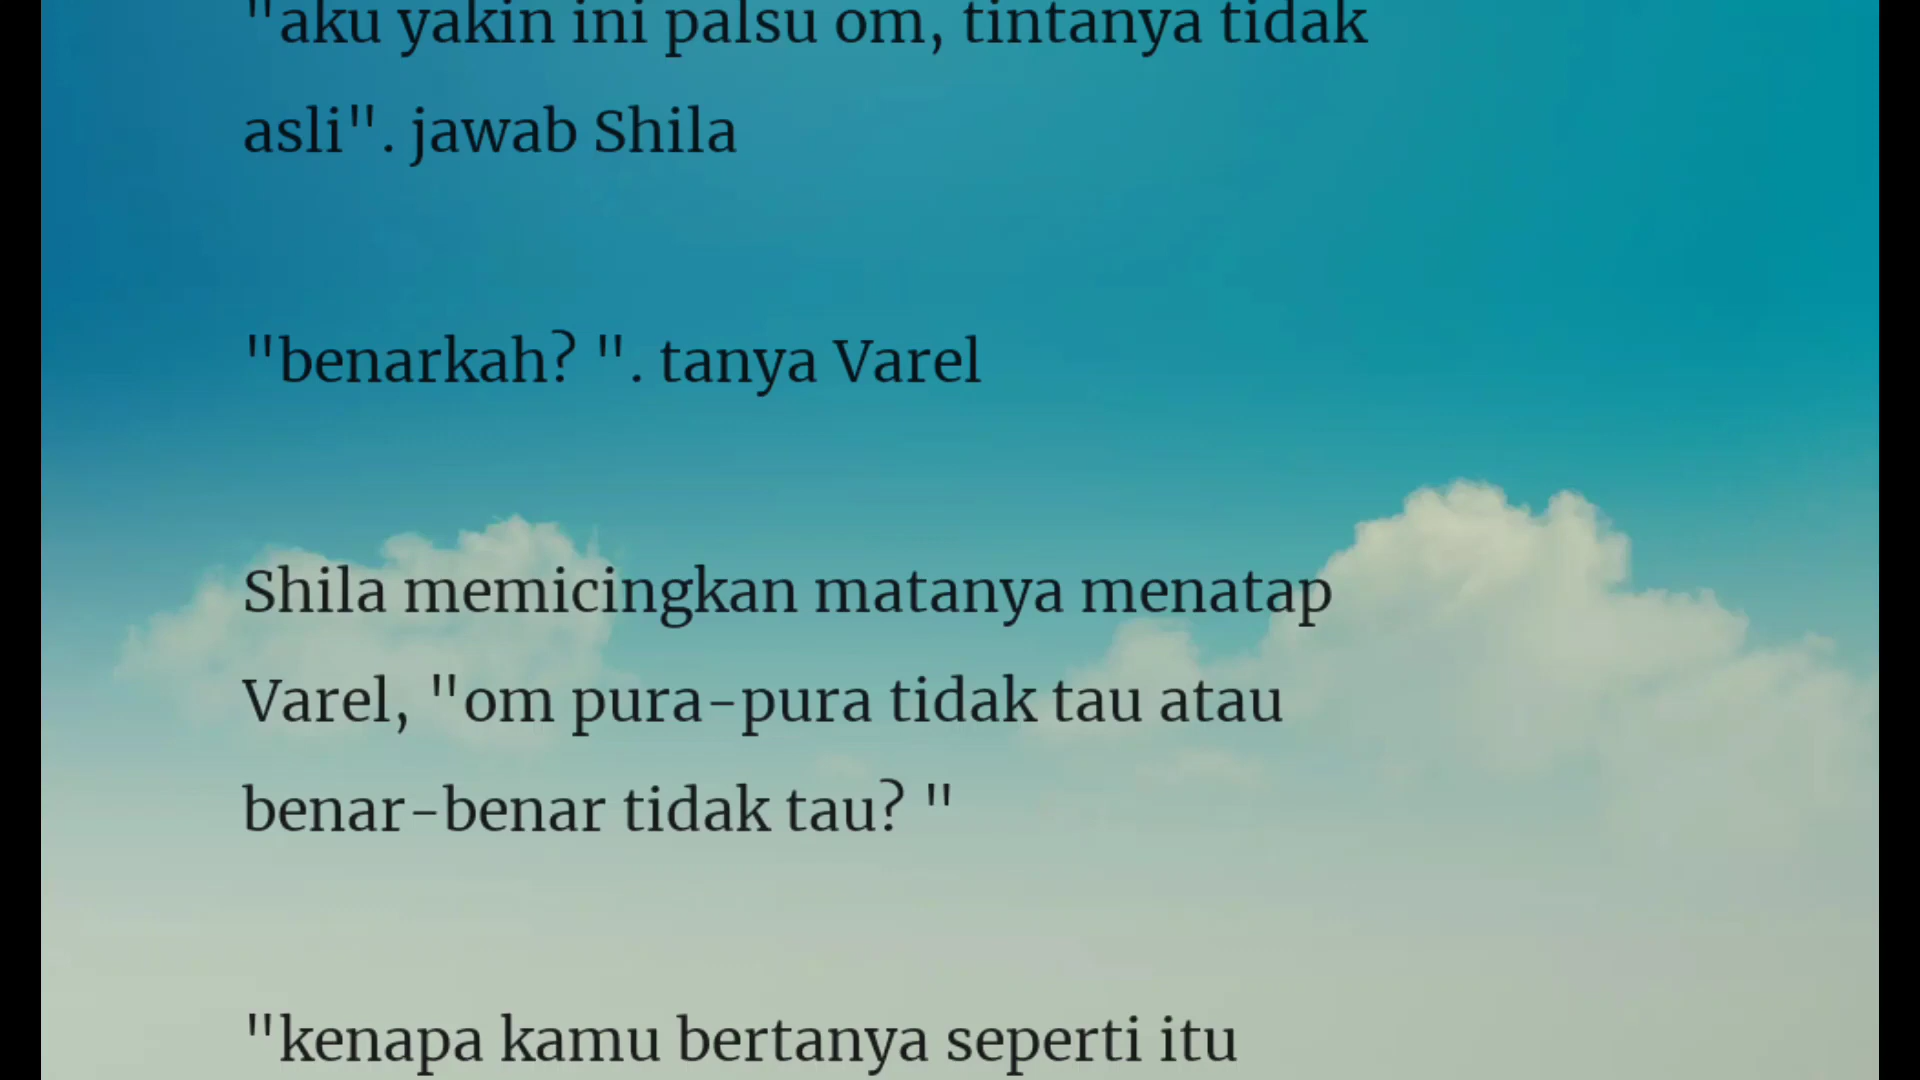 "aku yakin ini palsu om, tintanya tidak
asli". jawab Shila
"benarkah? ". tanya Varel
Shila memicingkan matanya menatap
Varel, "om pura-pura tidak tau atau
benar-benar tidak tau? "
"kenapa kamu bertanya seperti itu